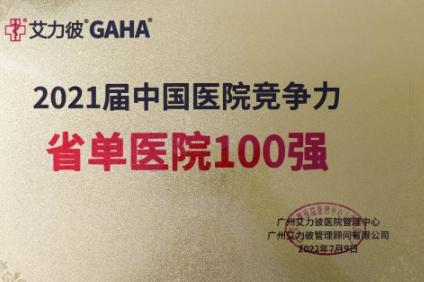 艾力彼®GAHA®
2021届中国医院竞争力
省单医院100强
广州艾力彼医院管理中心
广州艾力彼管理顾问有限公司
2022年7月9日